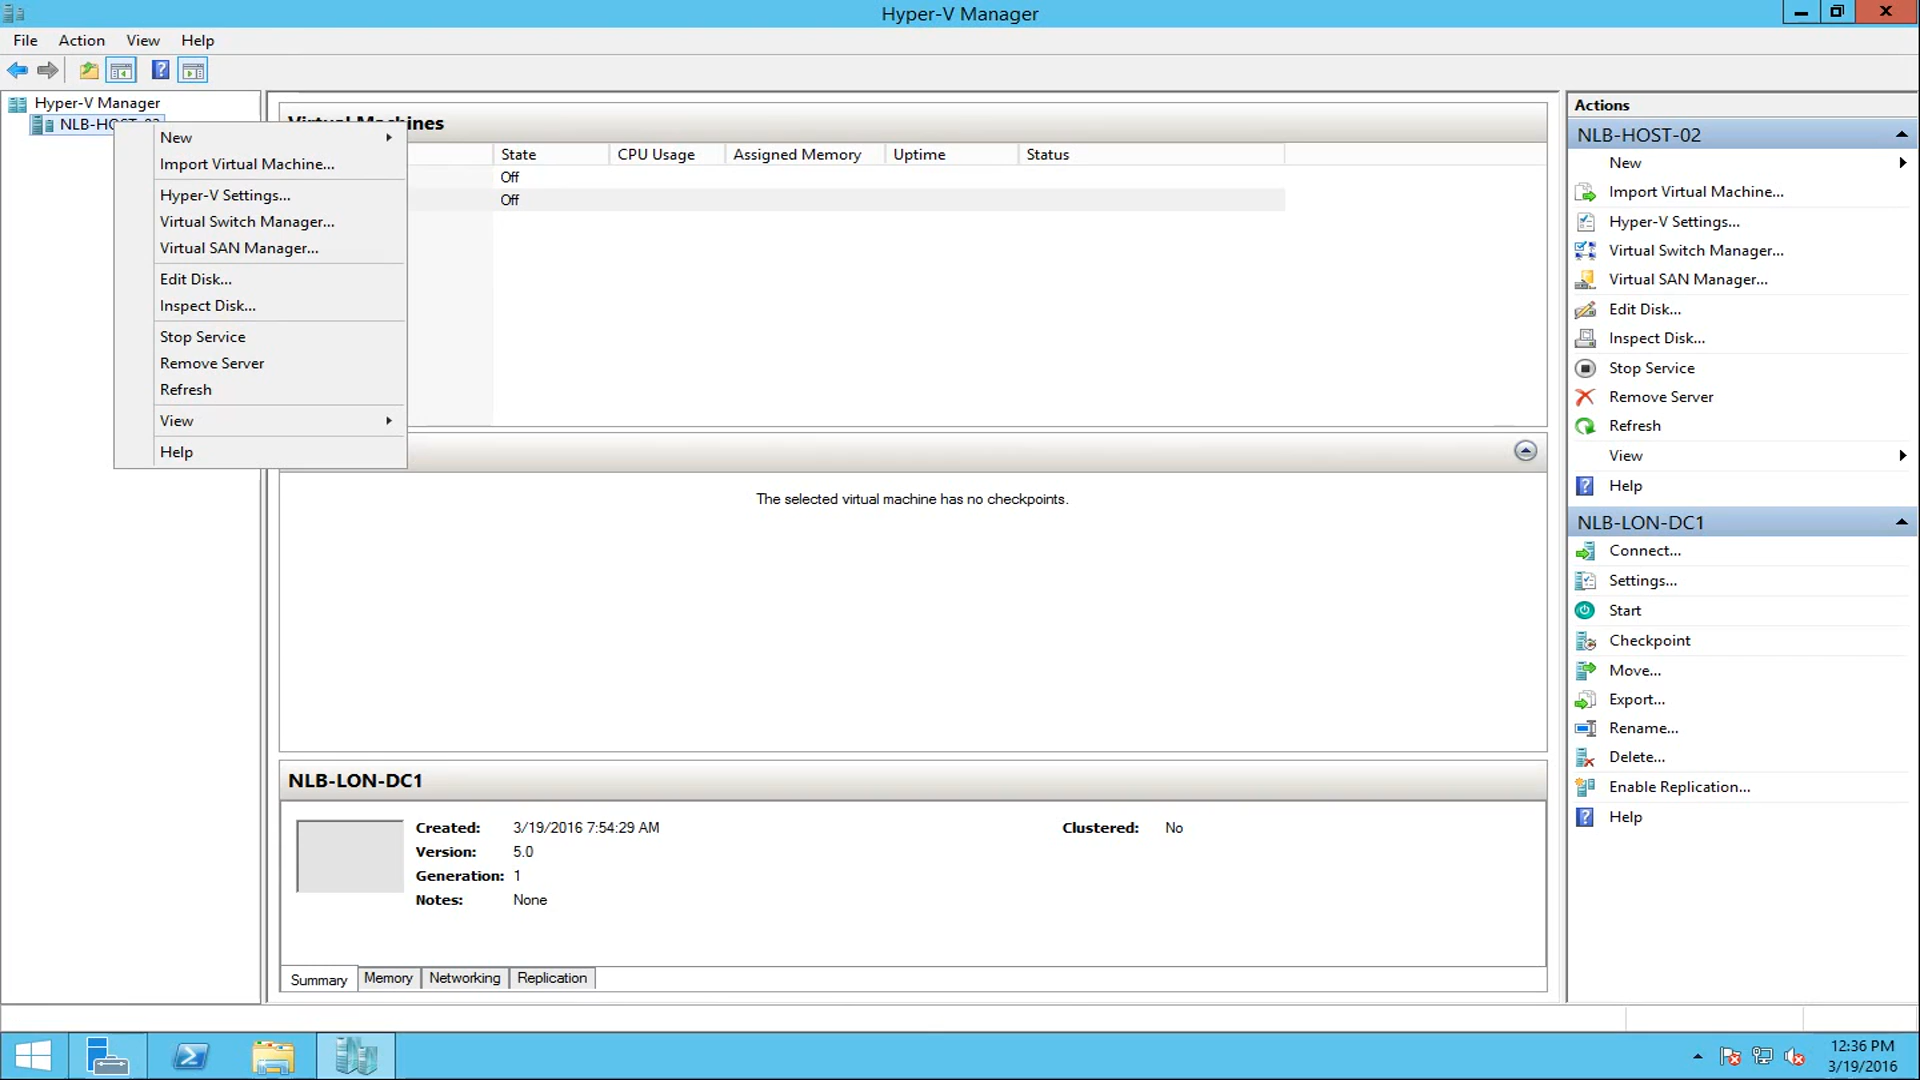 Hyper-V Manager
File Action View Help
Hyper-V Manager
NLB-HOST-02
New
Import Virtual Machine...
Hyper-V Settings...
Virtual Switch Manager...
Virtual SAN Manager...
Edit Disk...
Inspect Disk...
Stop Service
Remove Server
Refresh
View
Help
Machines
State CPU Usage Assigned Memory Uptime Status
Off
Off
The selected virtual machine has no checkpoints.
NLB-LON-DC1
Created: 3/19/2016 7:54:29 AM Clustered: No
Version: 5.0
Generation: 1
Notes: None
Summary Memory Networking Replication
Actions
NLB-HOST-02
New
Import Virtual Machine...
Hyper-V Settings...
Virtual Switch Manager...
Virtual SAN Manager...
Edit Disk...
Inspect Disk...
Stop Service
Remove Server
Refresh
View
Help
NLB-LON-DC1
Connect...
Settings...
Start
Checkpoint
Move...
Export...
Rename...
Delete...
Enable Replication...
Help
12:36 PM
3/19/2016